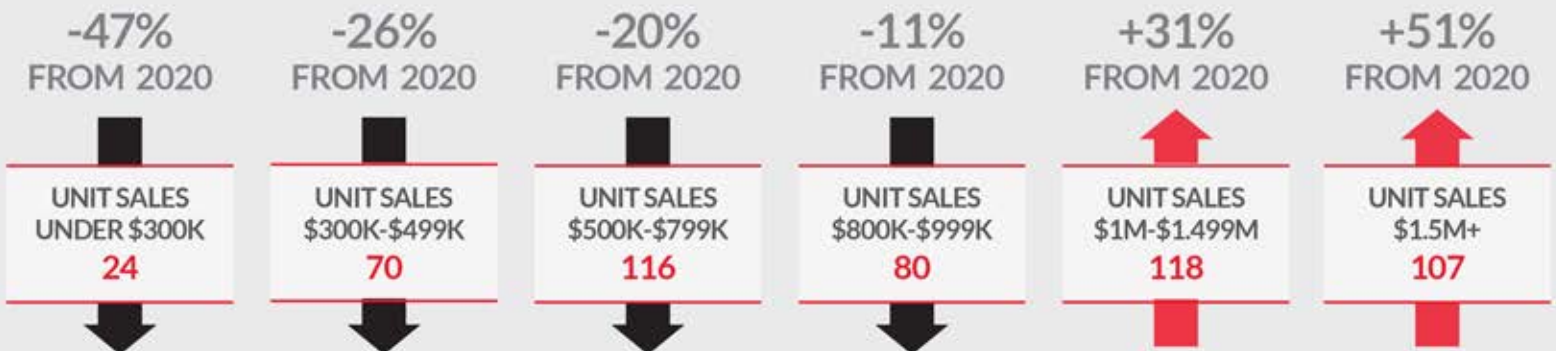 -47%
FROM 2020
UNIT SALES
UNDER $300K
24
-26%
FROM 2020
UNIT SALES
$300K-$499K
70
-20%
FROM 2020
UNIT SALES
$500K-$799K
116
-11%
FROM 2020
UNIT SALES
$800K-$999K
80
+31%
FROM 2020
UNIT SALES
$1M-$1.499M
118
+51%
FROM 2020
UNIT SALES
$1.5M+
107